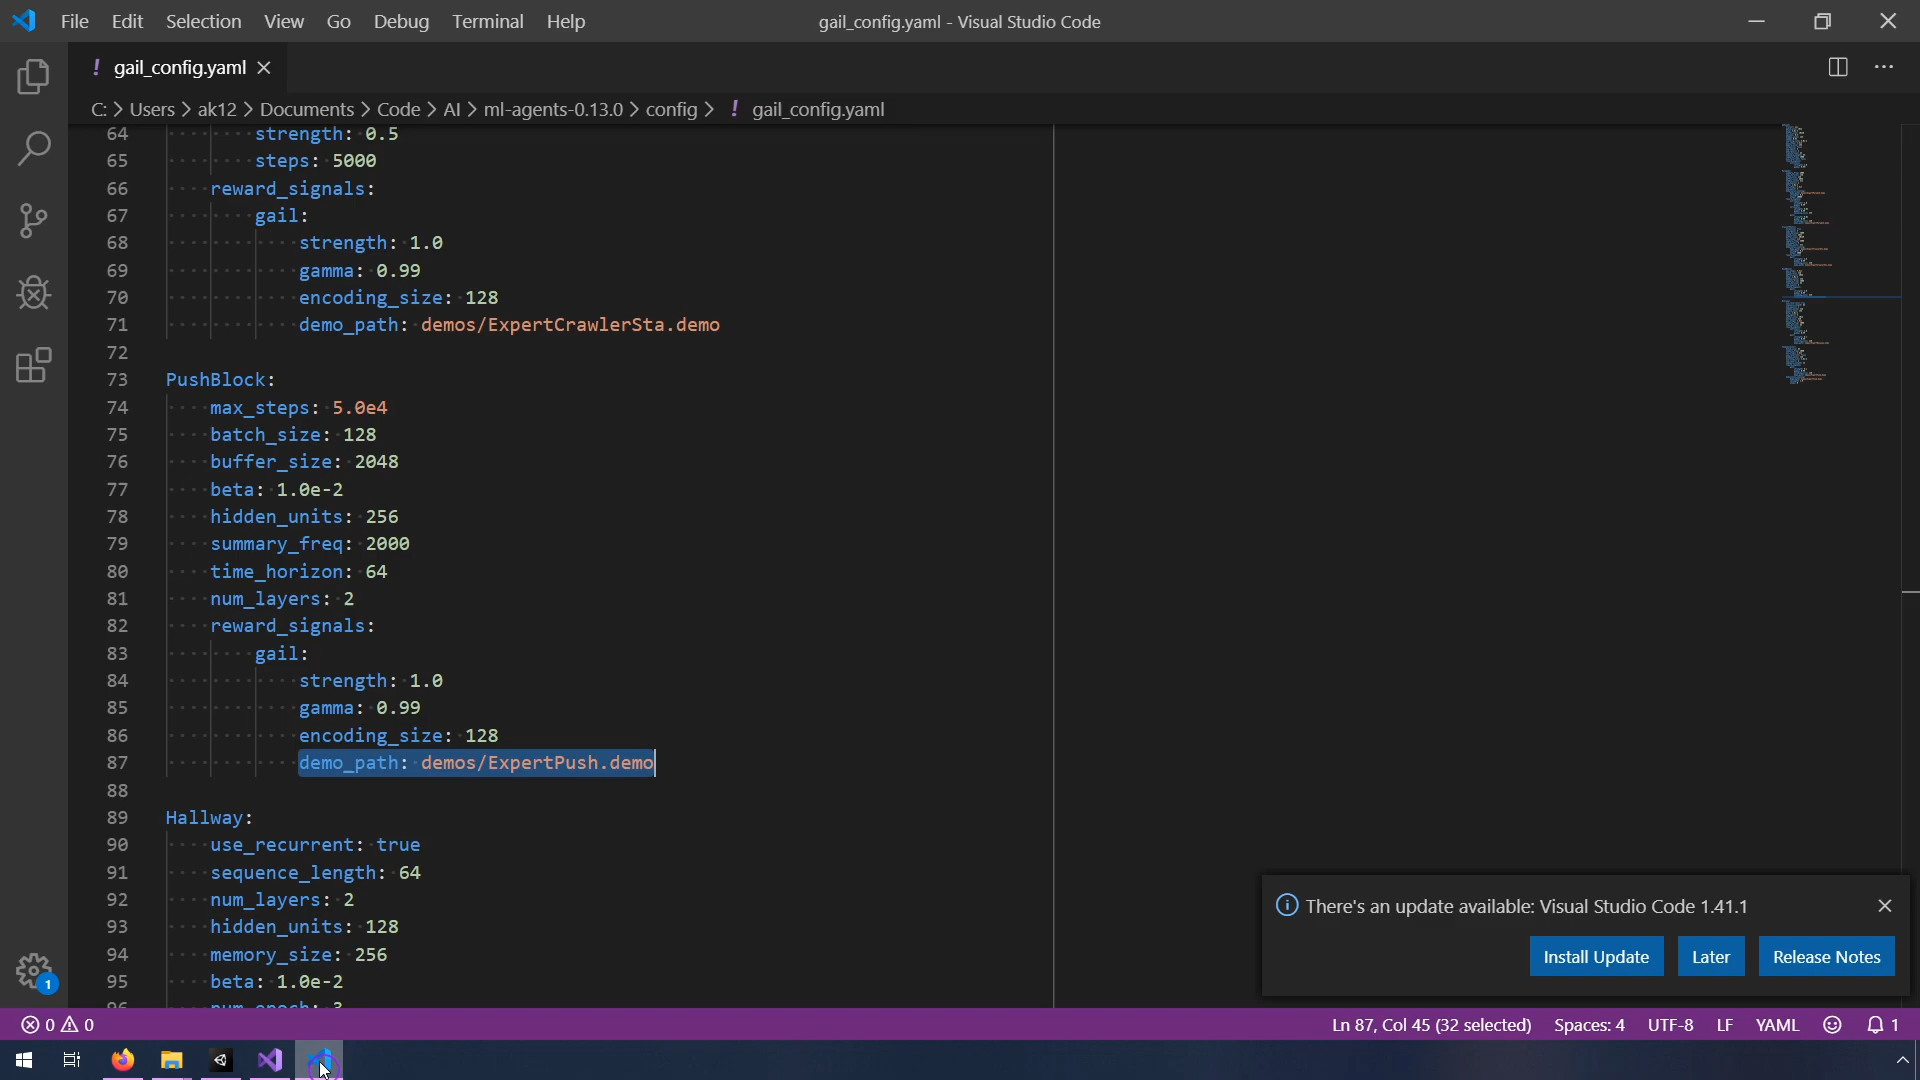 File Edit Selection View Go Debug Terminal Help
gail_config.yaml - Visual Studio Code
! gail_config.yaml
C: > Users > ak12 > Documents > Code > AI > ml-agents-0.13.0 > config > ! gail_config.yaml
64 strength: 0.5
65 steps: 5000
66 reward_signals:
67 gail:
68 strength: 1.0
69 gamma: 0.99
70 encoding_size: 128
71 demo_path: demos/ExpertCrawlerSta.demo
72
73 PushBlock:
74 max_steps: 5.0e4
75 batch_size: 128
76 buffer_size: 2048
77 beta: 1.0e-2
78 hidden_units: 256
79 summary_freq: 2000
80 time_horizon: 64
81 num_layers: 2
82 reward_signals:
83 gail:
84 strength: 1.0
85 gamma: 0.99
86 encoding_size: 128
87 demo_path: demos/ExpertPush.demo
88
89 Hallway:
90 use_recurrent: true
91 sequence_length: 64
92 num_layers: 2
93 hidden_units: 128
94 memory_size: 256
95 beta: 1.0e-2
96 num_epoch: 3
There's an update available: Visual Studio Code 1.41.1
Install Update Later Release Notes
1
0 0 Ln 87, Col 45 (32 selected) Spaces: 4 UTF-8 LF YAML 1